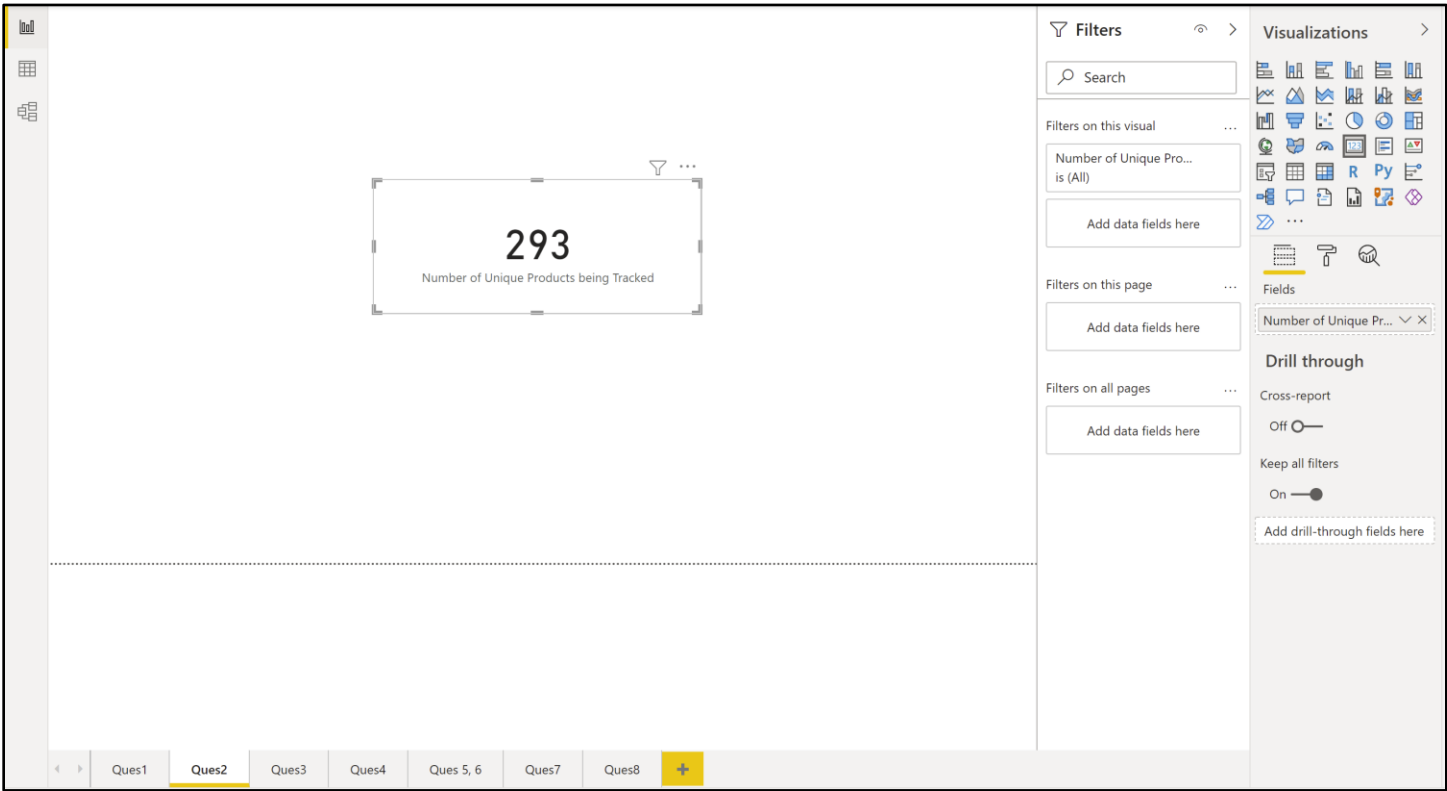 293
Number of Unique Products being Tracked
Filters
Search
Filters on this visual
...
Number of Unique Pro...
is (All)
Add data fields here
Filters on this page
...
Add data fields here
Filters on all pages
...
Add data fields here
Visualizations
123
R
Py
...
Fields
Number of Unique Pr...
Drill through
Cross-report
Off
Keep all filters
On
Add drill-through fields here
Ques1
Ques2
Ques3
Ques4
Ques 5, 6
Ques7
Ques8
+